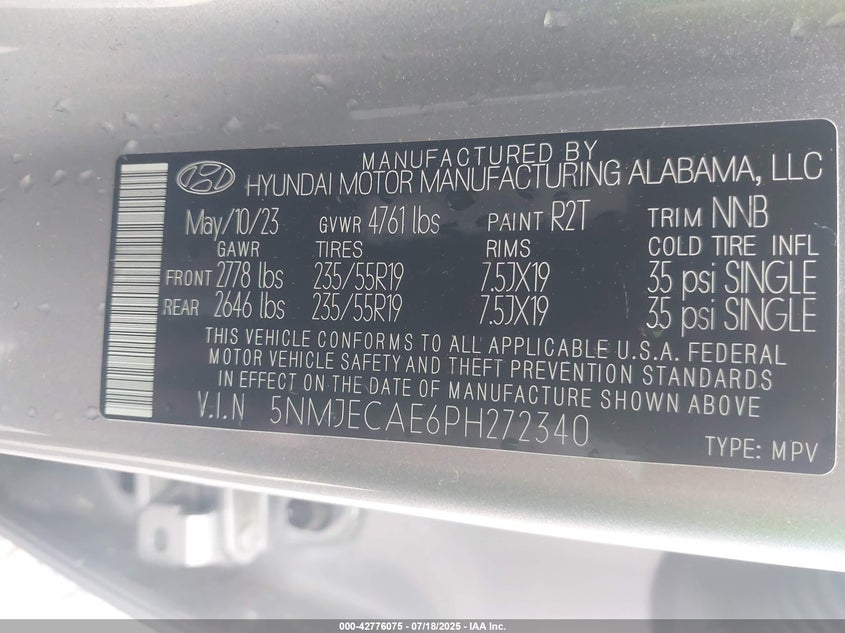 MANUFACTURED BY
HYUNDAI MOTOR MANUFACTURING ALABAMA, LLC
May/10/23 GVWR 4761 lbs PAINT R2T TRIM NNB
GAWR TIRES RIMS COLD TIRE INFL
FRONT 2778 lbs 235/55R19 7.5JX19 35 psi SINGLE
REAR 2646 lbs 235/55R19 7.5JX19 35 psi SINGLE
THIS VEHICLE CONFORMS TO ALL APPLICABLE U.S.A. FEDERAL
MOTOR VEHICLE SAFETY AND THEFT PREVENTION STANDARDS
IN EFFECT ON THE DATE OF MANUFACTURE SHOWN ABOVE.
V.I.N 5NMJECAE6PH272340
TYPE: MPV
000-42776075 - 07/18/2025 - IAA Inc.